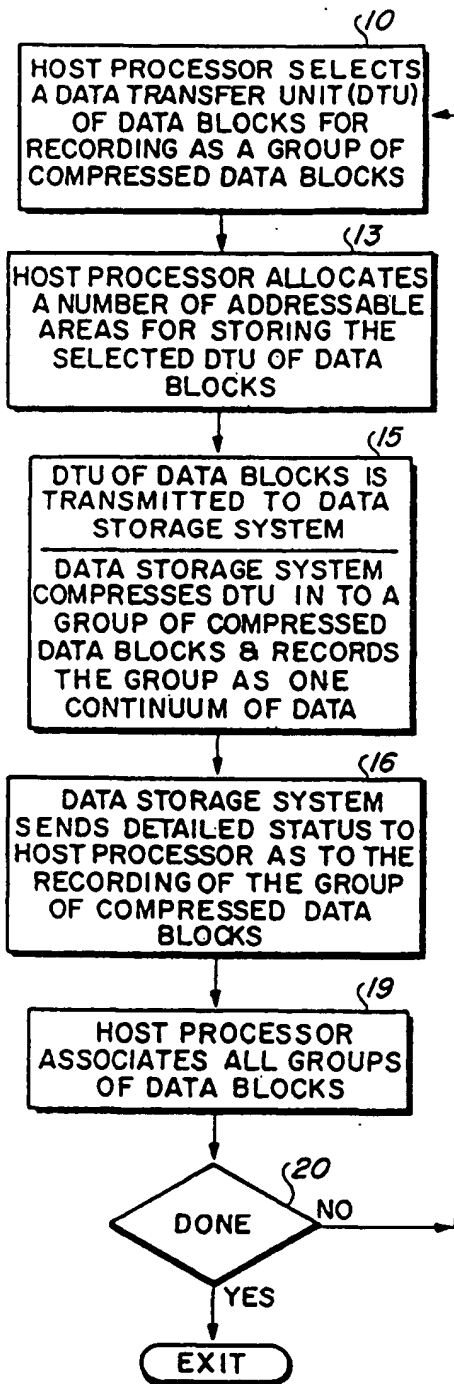 10
HOST PROCESSOR SELECTS
A DATA TRANSFER UNIT (DTU)
OF DATA BLOCKS FOR
RECORDING AS A GROUP OF
COMPRESSED DATA BLOCKS
13
HOST PROCESSOR ALLOCATES
A NUMBER OF ADDRESSABLE
AREAS FOR STORING THE
SELECTED DTU OF DATA
BLOCKS
15
DTU OF DATA BLOCKS IS
TRANSMITTED TO DATA
STORAGE SYSTEM
DATA STORAGE SYSTEM
COMPRESSES DTU IN TO A
GROUP OF COMPRESSED
DATA BLOCKS & RECORDS
THE GROUP AS ONE
CONTINUUM OF DATA
16
DATA STORAGE SYSTEM
SENDS DETAILED STATUS TO
HOST PROCESSOR AS TO THE
RECORDING OF THE GROUP
OF COMPRESSED DATA
BLOCKS
19
HOST PROCESSOR
ASSOCIATES ALL GROUPS
OF DATA BLOCKS
20
DONE
NO
YES
EXIT